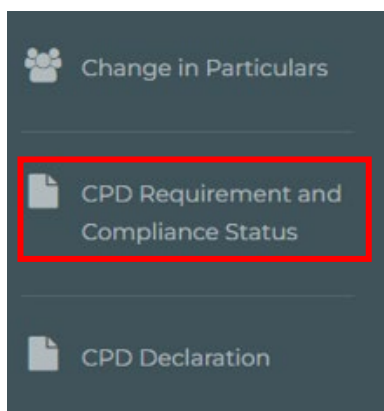 Change in Particulars
CPD Requirement and
Compliance Status
CPD Declaration